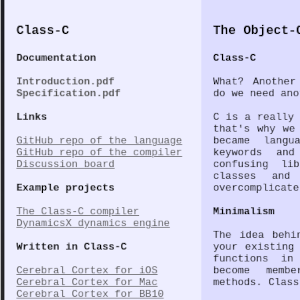 Class-C
Documentation
Introduction.pdf
Specification.pdf
Links
GitHub repo of the language
GitHub repo of the compiler
Discussion board
Example projects
The Class-C compiler
DynamicsX dynamics engine
Written in Class-C
Cerebral Cortex for iOS
Cerebral Cortex for Mac
Cerebral Cortex for BB10
The Object-
Class-C
What? Another
do we need ano
C is a really
that's why we
became langua
keywords and
confusing lib
classes and
overcomplicate
Minimalism
The idea behin
your existing
functions in
become member
methods. Class